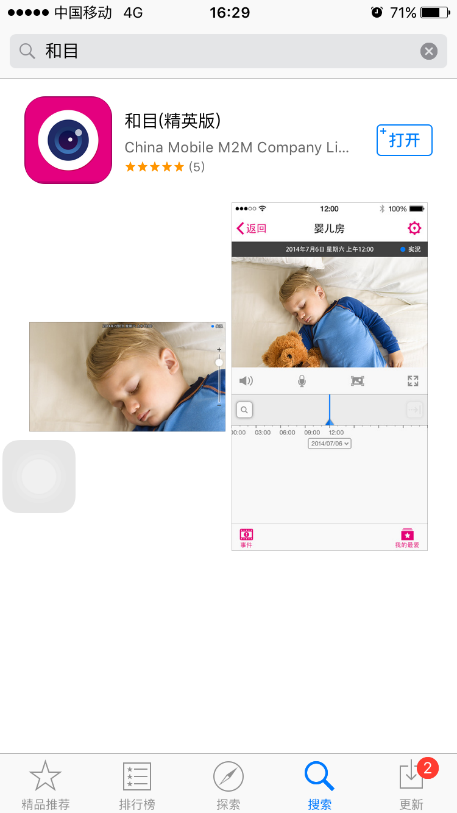 中国移动 4G 16:29 71%
和目
和目(精英版)
China Mobile M2M Company Li...
(5)
打开
12:00 100%
返回 婴儿房
2014年7月6日 星期六 上午12:00 实况
00:00 03:00 06:00 09:00 12:00
2014/07/06
事件 我的最爱
精品推荐 排行榜 探索 搜索 更新
2